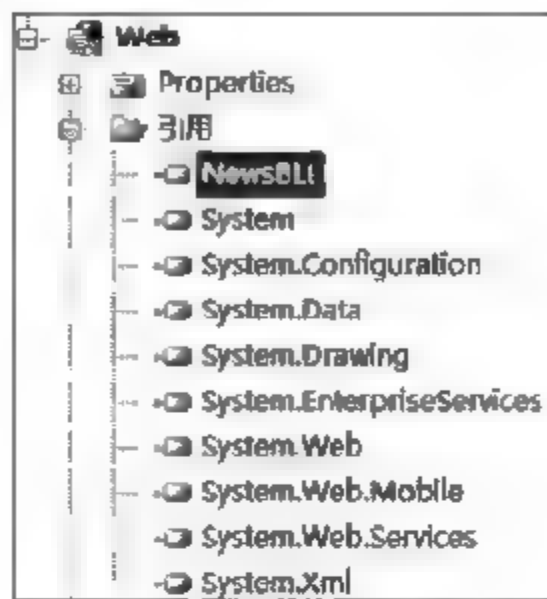 Web
Properties
引用
NewsBLL
System
System.Configuration
System.Data
System.Drawing
System.EnterpriseServices
System.Web
System.Web.Mobile
System.Web.Services
System.Xml